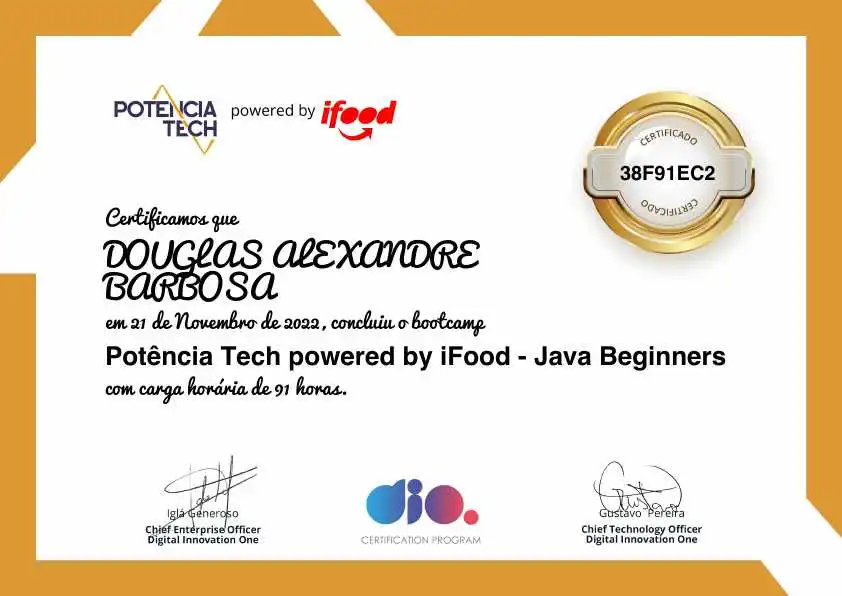 POTÊNCIA
TECH
powered by
ifood
CERTIFICADO
38F91EC2
CERTIFICADO
Certificamos que
DOUGLAS ALEXANDRE
BARBOSA
em 21 de Novembro de 2022, concluiu o bootcamp
Potência Tech powered by iFood - Java Beginners
com carga horária de 91 horas.
Iglá Generoso
Chief Enterprise Officer
Digital Innovation One
dio.
CERTIFICATION PROGRAM
Gustavo Pereira
Chief Technology Officer
Digital Innovation One